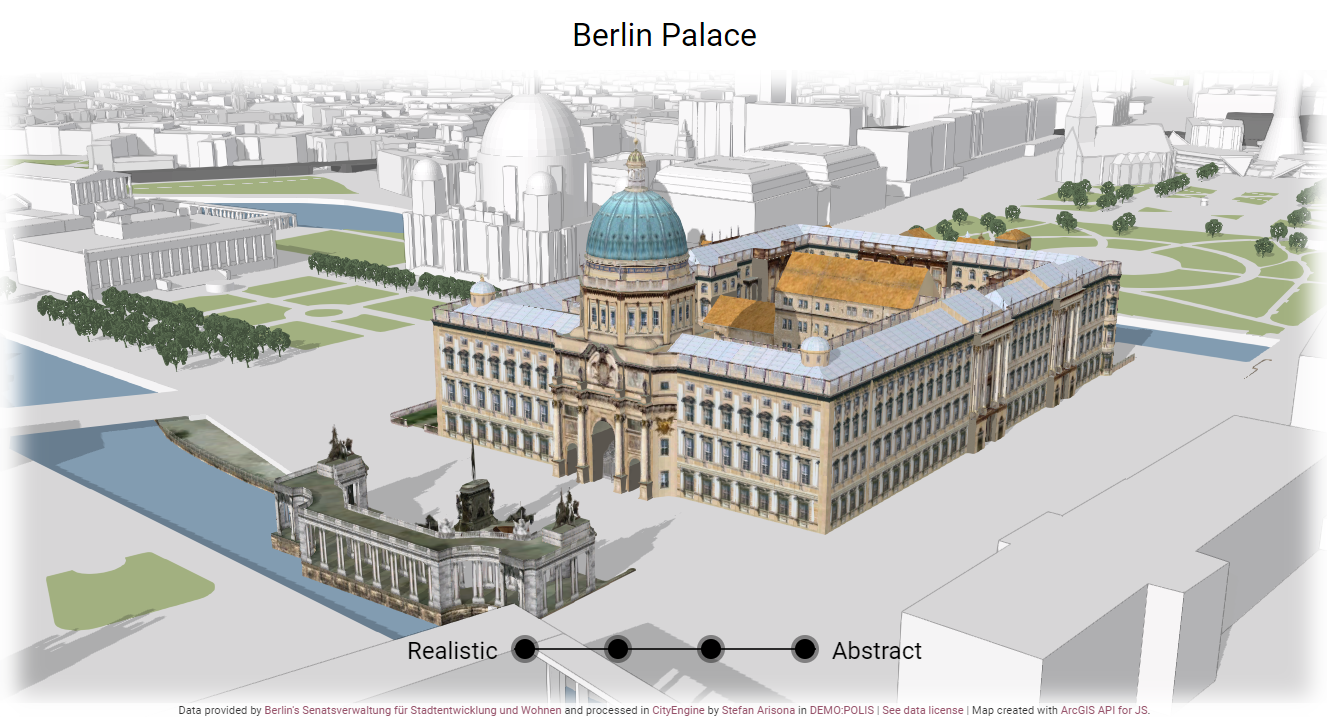 Berlin Palace
Realistic Abstract
Data provided by Berlin's Senatsverwaltung für Stadtentwicklung und Wohnen and processed in CityEngine by Stefan Arisona in DEMO:POLIS | See data license | Map created with ArcGIS API for JS.